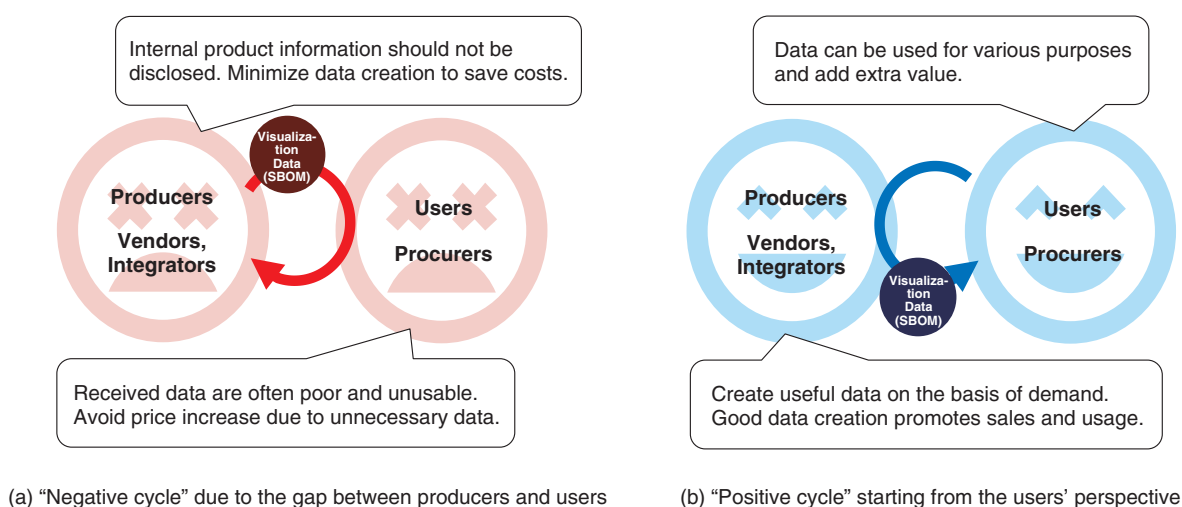 Internal product information should not be
disclosed. Minimize data creation to save costs.
Visualiza-
tion
Data
(SBOM)
Producers
Vendors,
Integrators
Users
Procurers
Received data are often poor and unusable.
Avoid price increase due to unnecessary data.
(a) “Negative cycle” due to the gap between producers and users
Data can be used for various purposes
and add extra value.
Producers
Vendors,
Integrators
Users
Procurers
Visualiza-
tion
Data
(SBOM)
Create useful data on the basis of demand.
Good data creation promotes sales and usage.
(b) “Positive cycle” starting from the users’ perspective